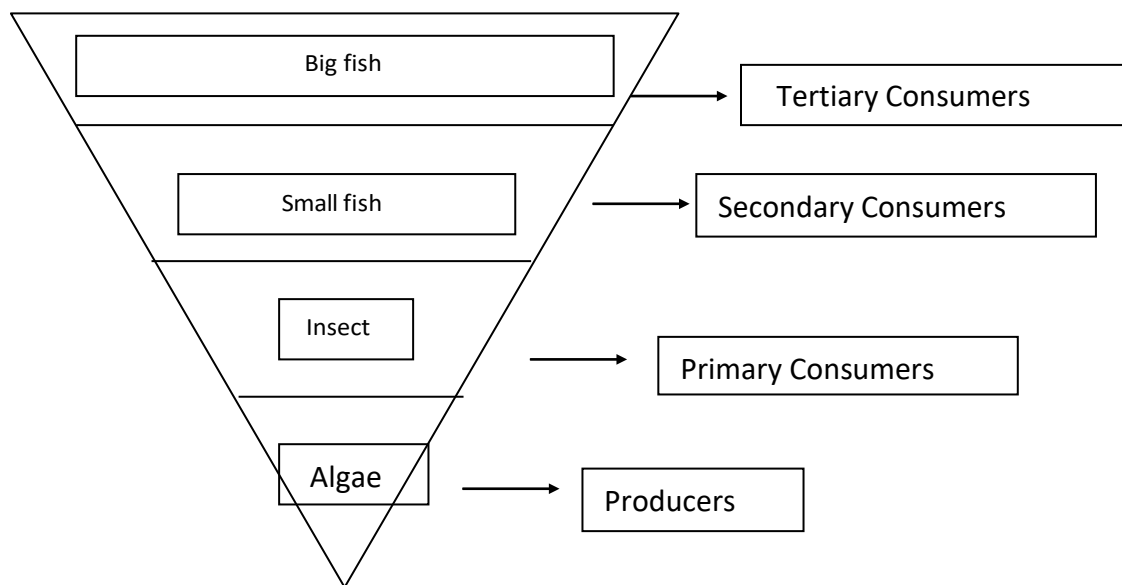 Big fish
Tertiary Consumers
Small fish
Secondary Consumers
Insect
Primary Consumers
Algae
Producers